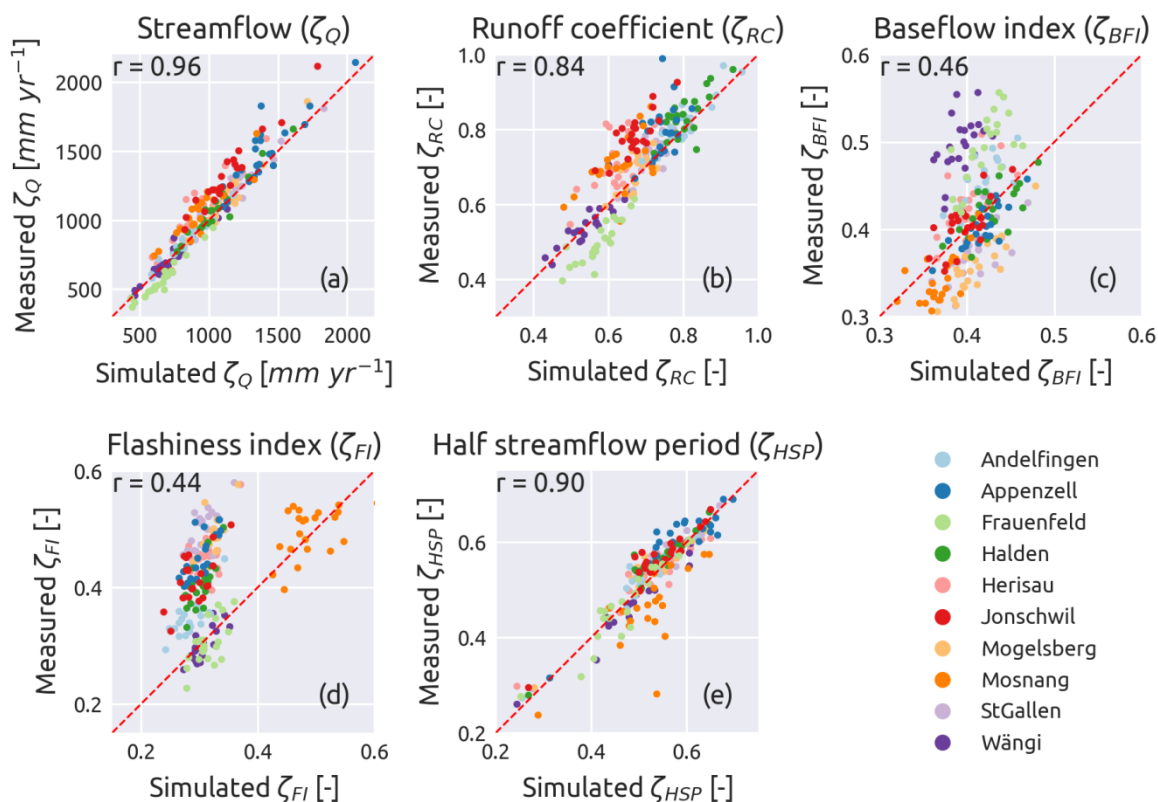 Streamflow (ζQ)
r = 0.96
Measured ζQ [mm yr−1]
2000
1500
1000
500
(a)
500 1000 1500 2000
Simulated ζQ [mm yr−1]
Runoff coefficient (ζRC)
r = 0.84
Measured ζRC [-]
1.0
0.8
0.6
0.4
(b)
0.4 0.6 0.8 1.0
Simulated ζRC [-]
Baseflow index (ζBFI)
r = 0.46
Measured ζBFI [-]
0.6
0.5
0.4
0.3
(c)
0.3 0.4 0.5 0.6
Simulated ζBFI [-]
Flashiness index (ζFI)
r = 0.44
Measured ζFI [-]
0.6
0.4
0.2
(d)
0.2 0.4 0.6
Simulated ζFI [-]
Half streamflow period (ζHSP)
r = 0.90
Measured ζHSP [-]
0.6
0.4
0.2
(e)
0.2 0.4 0.6
Simulated ζHSP [-]
Andelfingen
Appenzell
Frauenfeld
Halden
Herisau
Jonschwil
Mogelsberg
Mosnang
StGallen
Wängi